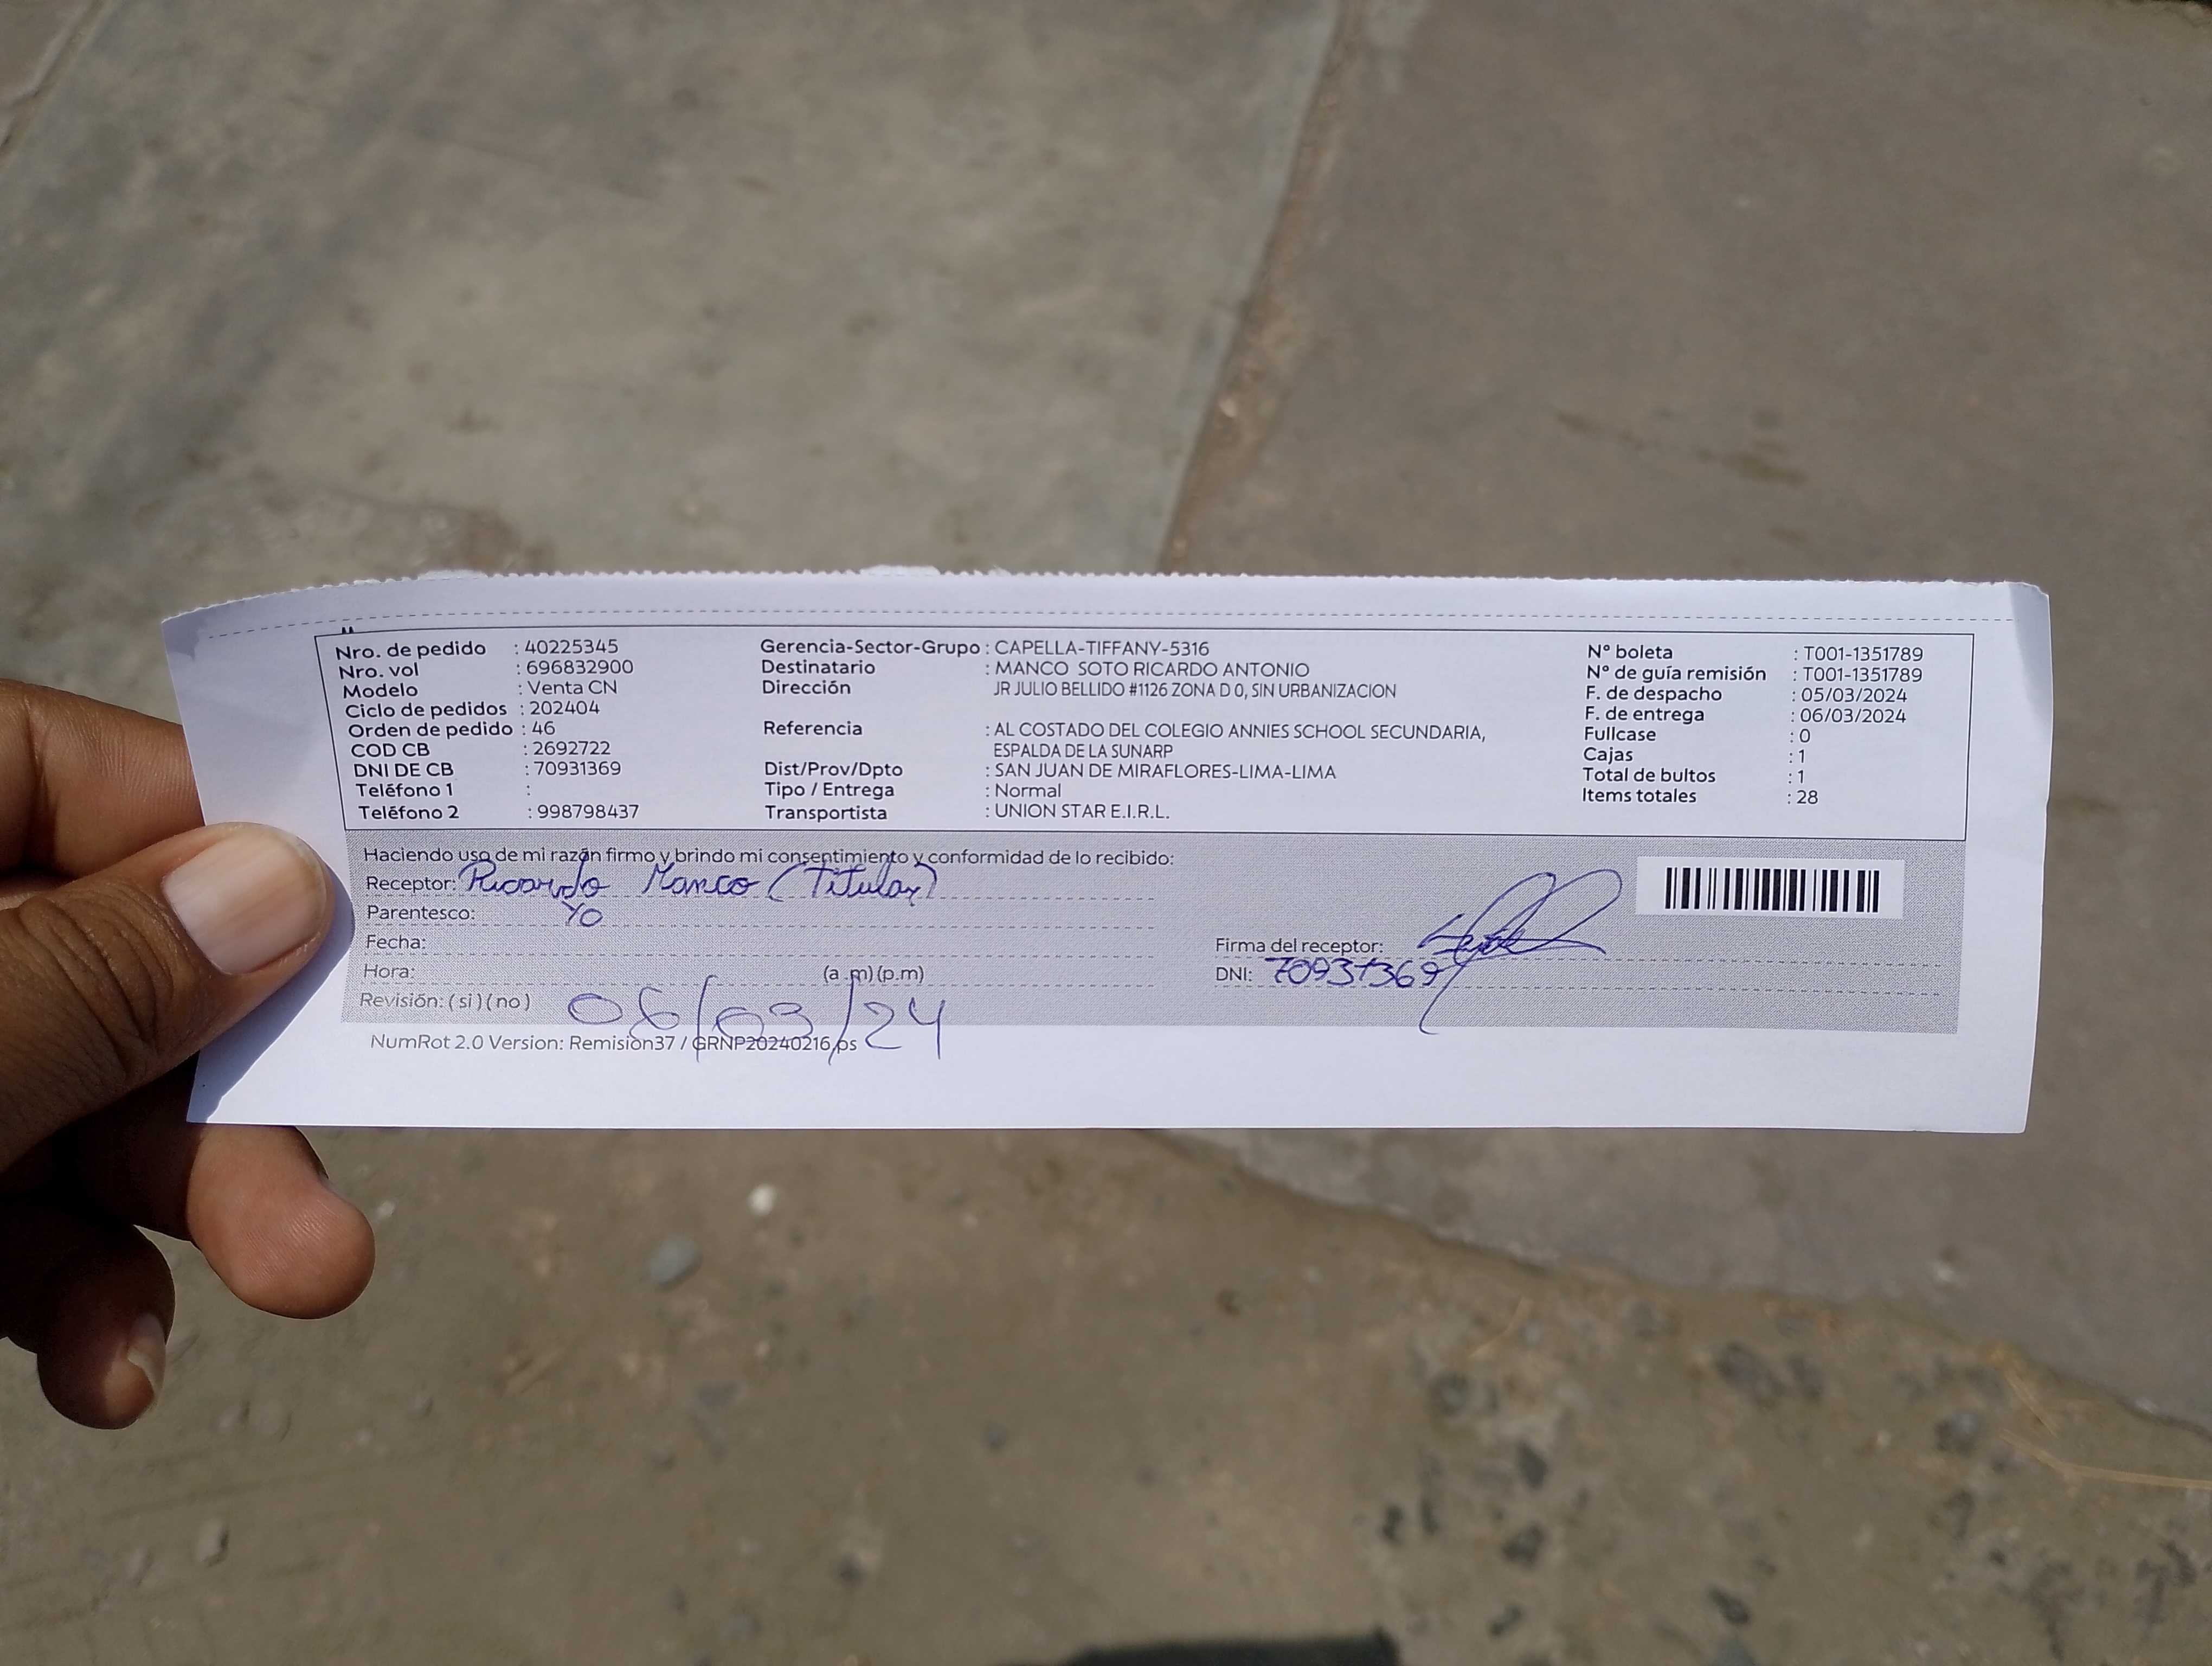 Nro. de pedido : 40225345
Nro. vol : 696832900
Modelo : Venta CN
Ciclo de pedidos : 202404
Orden de pedido : 46
COD CB : 2692722
DNI DE CB : 70931369
Teléfono 1 :
Teléfono 2 : 998798437
Gerencia-Sector-Grupo : CAPELLA-TIFFANY-5316
Destinatario : MANCO SOTO RICARDO ANTONIO
Dirección JR JULIO BELLIDO #1126 ZONA D 0, SIN URBANIZACION
Referencia : AL COSTADO DEL COLEGIO ANNIES SCHOOL SECUNDARIA,
ESPALDA DE LA SUNARP
Dist/Prov/Dpto : SAN JUAN DE MIRAFLORES-LIMA-LIMA
Tipo / Entrega : Normal
Transportista : UNION STAR E.I.R.L.
N° boleta : T001-1351789
N° de guía remisión : T001-1351789
F. de despacho : 05/03/2024
F. de entrega : 06/03/2024
Fullcase : 0
Cajas : 1
Total de bultos : 1
Items totales : 28
Haciendo uso de mi razón firmo y brindo mi consentimiento y conformidad de lo recibido:
Receptor: Ricardo Manco (Titular)
Parentesco: Yo
Fecha:
Hora: (a.m) (p.m)
Revisión: ( si ) ( no ) 06/03/24
Firma del receptor:
DNI: 70931369
NumRot 2.0 Version: Remision37 / GRNP20240216.ps